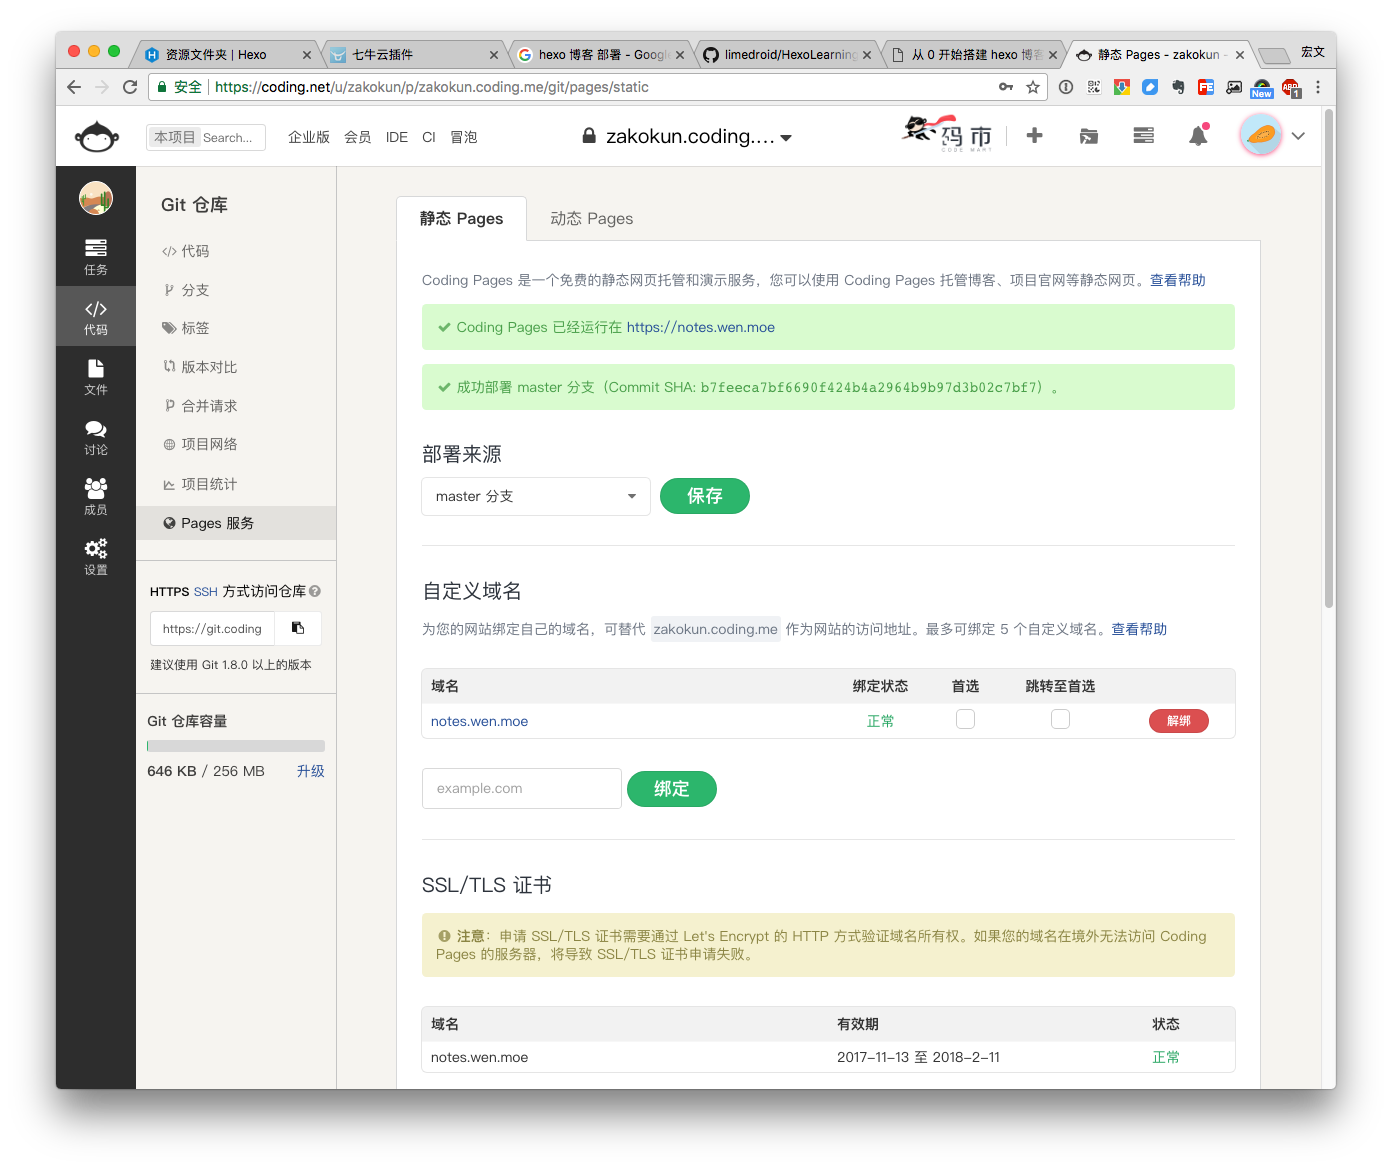 资源文件夹 | Hexo
七牛云插件
hexo 博客 部署 - Google
limedroid/HexoLearning
从 0 开始搭建 hexo 博客
静态 Pages - zakokun -
宏文
安全
https://coding.net/u/zakokun/p/zakokun.coding.me/git/pages/static
New
1
本项目 Search...
企业版 会员 IDE CI 冒泡
zakokun.coding....
码市
CODE MART
任务
代码
文件
讨论
成员
设置
Git 仓库
代码
分支
标签
版本对比
合并请求
项目网络
项目统计
Pages 服务
HTTPS SSH 方式访问仓库
https://git.coding
建议使用 Git 1.8.0 以上的版本
Git 仓库容量
646 KB / 256 MB 升级
静态 Pages 动态 Pages
Coding Pages 是一个免费的静态网页托管和演示服务，您可以使用 Coding Pages 托管博客、项目官网等静态网页。查看帮助
Coding Pages 已经运行在 https://notes.wen.moe
成功部署 master 分支（Commit SHA: b7feeca7bf6690f424b4a2964b9b97d3b02c7bf7）。
部署来源
master 分支 保存
自定义域名
为您的网站绑定自己的域名，可替代 zakokun.coding.me 作为网站的访问地址。最多可绑定 5 个自定义域名。查看帮助
域名 绑定状态 首选 跳转至首选
notes.wen.moe 正常 解绑
example.com 绑定
SSL/TLS 证书
注意：申请 SSL/TLS 证书需要通过 Let's Encrypt 的 HTTP 方式验证域名所有权。如果您的域名在境外无法访问 Coding
Pages 的服务器，将导致 SSL/TLS 证书申请失败。
域名 有效期 状态
notes.wen.moe 2017-11-13 至 2018-2-11 正常